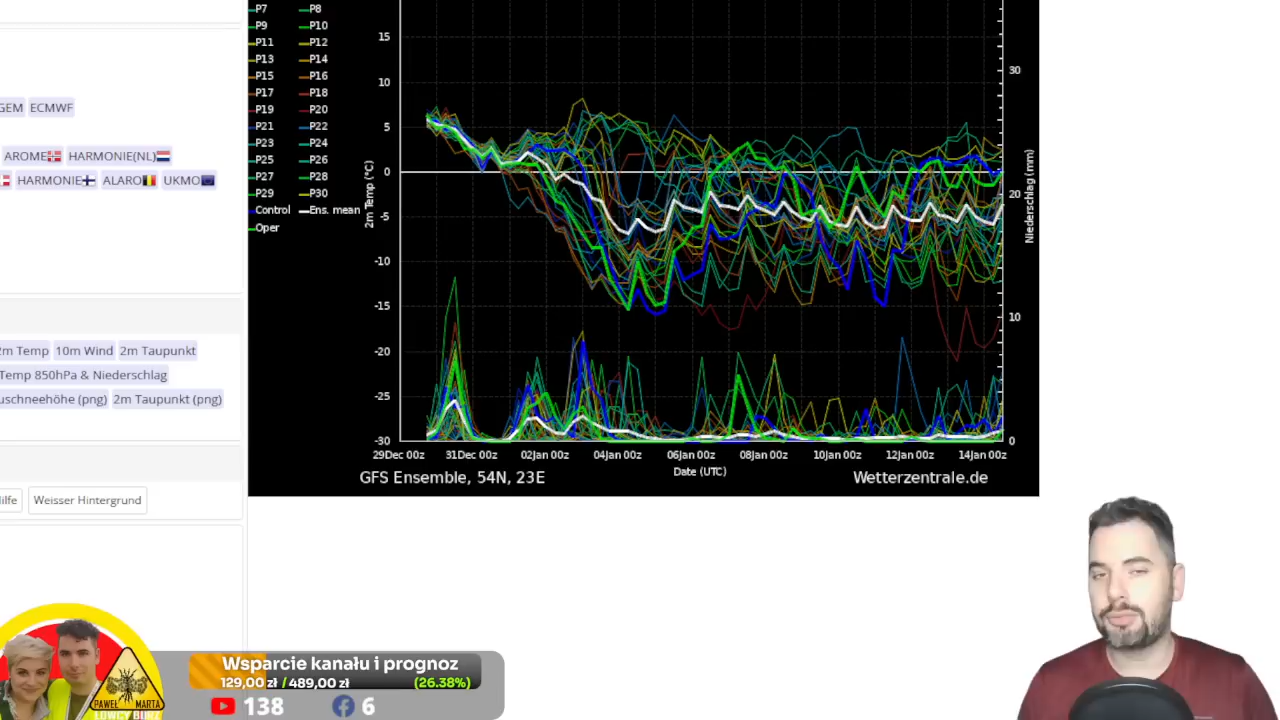 P7 P8
P9 P10
P11 P12
P13 P14
P15 P16
P17 P18
P19 P20
P21 P22
P23 P24
P25 P26
P27 P28
P29 P30
Control Ens. mean
Oper
GEM ECMWF
AROME HARMONIE(NL)
HARMONIE ALARO UKMO
2m Temp 10m Wind 2m Taupunkt
Temp 850hPa & Niederschlag
uschneehöhe (png) 2m Taupunkt (png)
ilfe Weisser Hintergrund
15
10
5
0
-5
-10
-15
-20
-25
-30
2m Temp (°C)
30
20
10
0
Niederschlag (mm)
29Dec 00z 31Dec 00z 02Jan 00z 04Jan 00z 06Jan 00z 08Jan 00z 10Jan 00z 12Jan 00z 14Jan 00z
Date (UTC)
GFS Ensemble, 54N, 23E Wetterzentrale.de
PAWEŁ MARTA
ŁOWCY BURZ
Wsparcie kanału i prognoz
129,00 zł / 489,00 zł (26.38%)
138 6